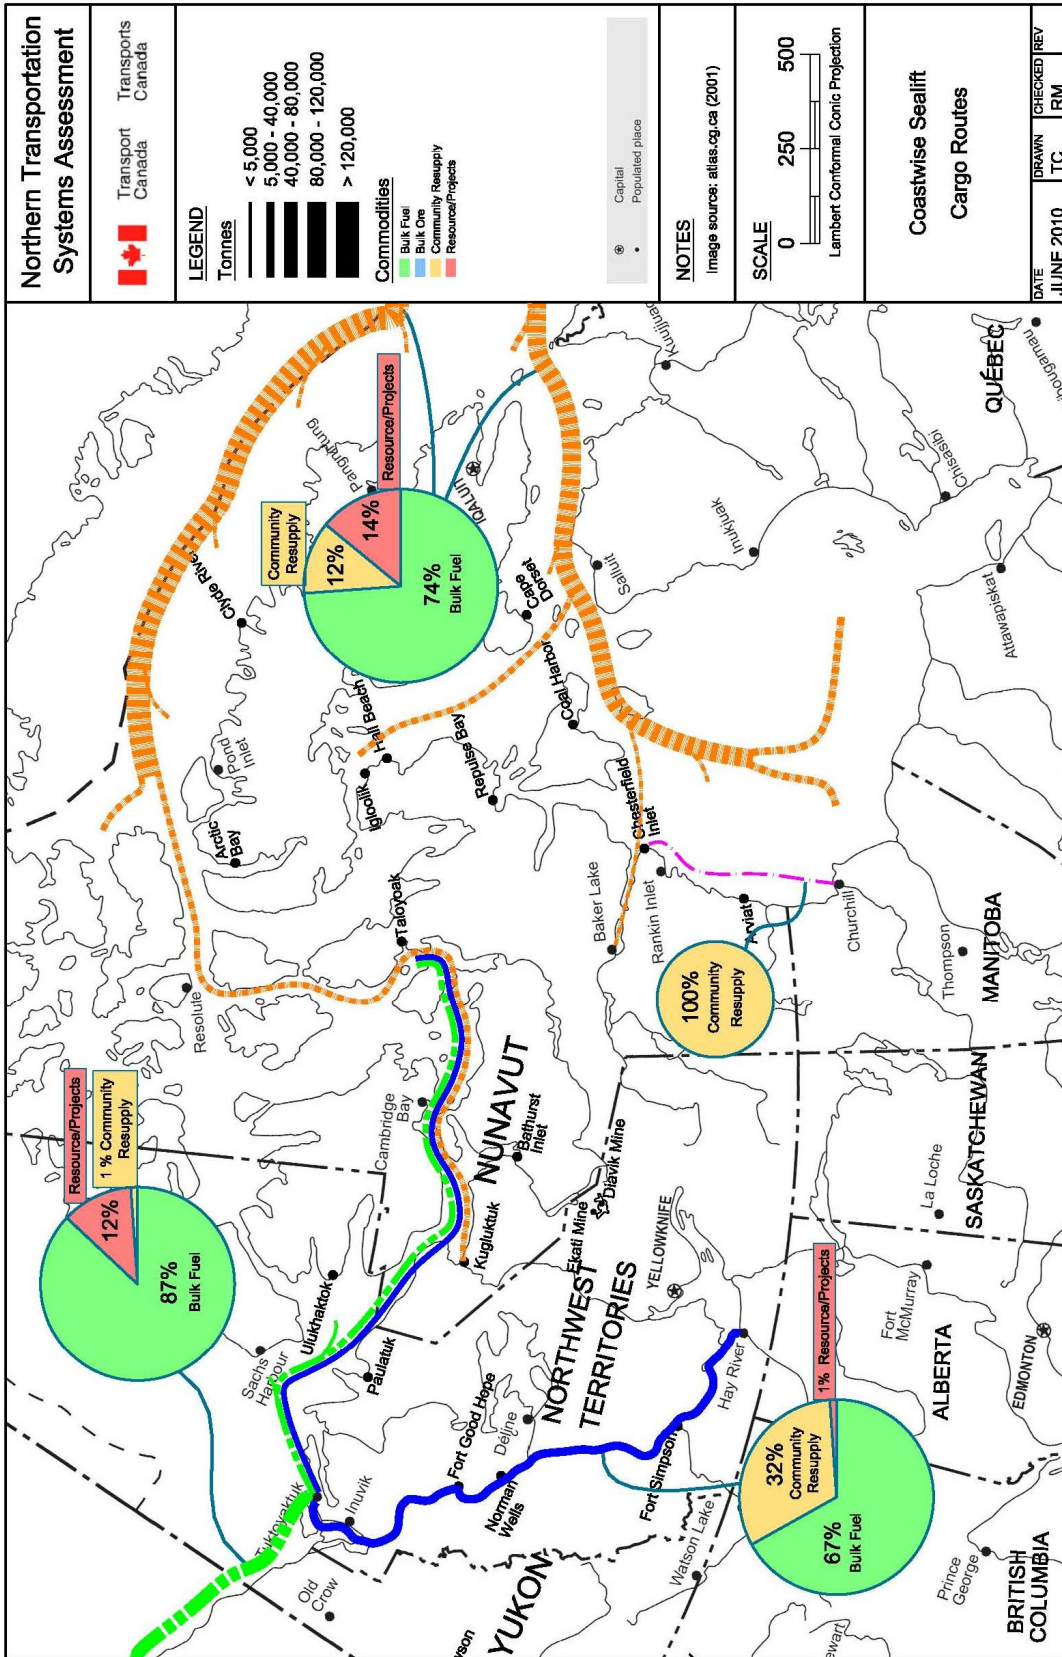 Northern Transportation
Systems Assessment
Transport
Canada
Transports
Canada
LEGEND
Tonnes
< 5,000
5,000 - 40,000
40,000 - 80,000
80,000 - 120,000
> 120,000
Commodities
Bulk Fuel
Bulk Ore
Community Resupply
Resource/Projects
Capital
Populated place
NOTES
Image source: atlas.cg.ca (2001)
SCALE
0 250 500
Lambert Conformal Conic Projection
Coastwise Sealift
Cargo Routes
DATE
JUNE 2010
DRAWN
TC
CHECKED
RM
REV
Resource/Projects
1 % Community
Resupply
12%
87%
Bulk Fuel
Community
Resupply
12%
Resource/Projects
14%
74%
Bulk Fuel
100%
Community
Resupply
32%
Community
Resupply
1% Resource/Projects
67%
Bulk Fuel
Clyde River
Pangnirtung
IQALUIT
Pond
Inlet
Arctic
Bay
Igloolik
Hall Beach
Repulse Bay
Cape
Dorset
Coal Harbor
Salluit
Kuujjuaq
Inukjuak
QUÉBEC
Chisasibi
Attawapiskat
ibougamau
Resolute
Taloyoak
Baker Lake
Chesterfield
Inlet
Rankin Inlet
Arviat
Churchill
Thompson
MANITOBA
Cambridge
Bay
NUNAVUT
Bathurst
Inlet
Kugluktuk
Ekati Mine
Diavik Mine
YELLOWKNIFE
NORTHWEST
TERRITORIES
La Loche
SASKATCHEWAN
Fort
McMurray
ALBERTA
EDMONTON
Sachs
Harbour
Ulukhaktok
Paulatuk
Tuktoyaktuk
Inuvik
Fort Good Hope
Norman
Wells
Déline
Fort Simpson
Hay River
Old
Crow
YUKON
wson
Watson Lake
ewart
Prince
George
BRITISH
COLUMBIA